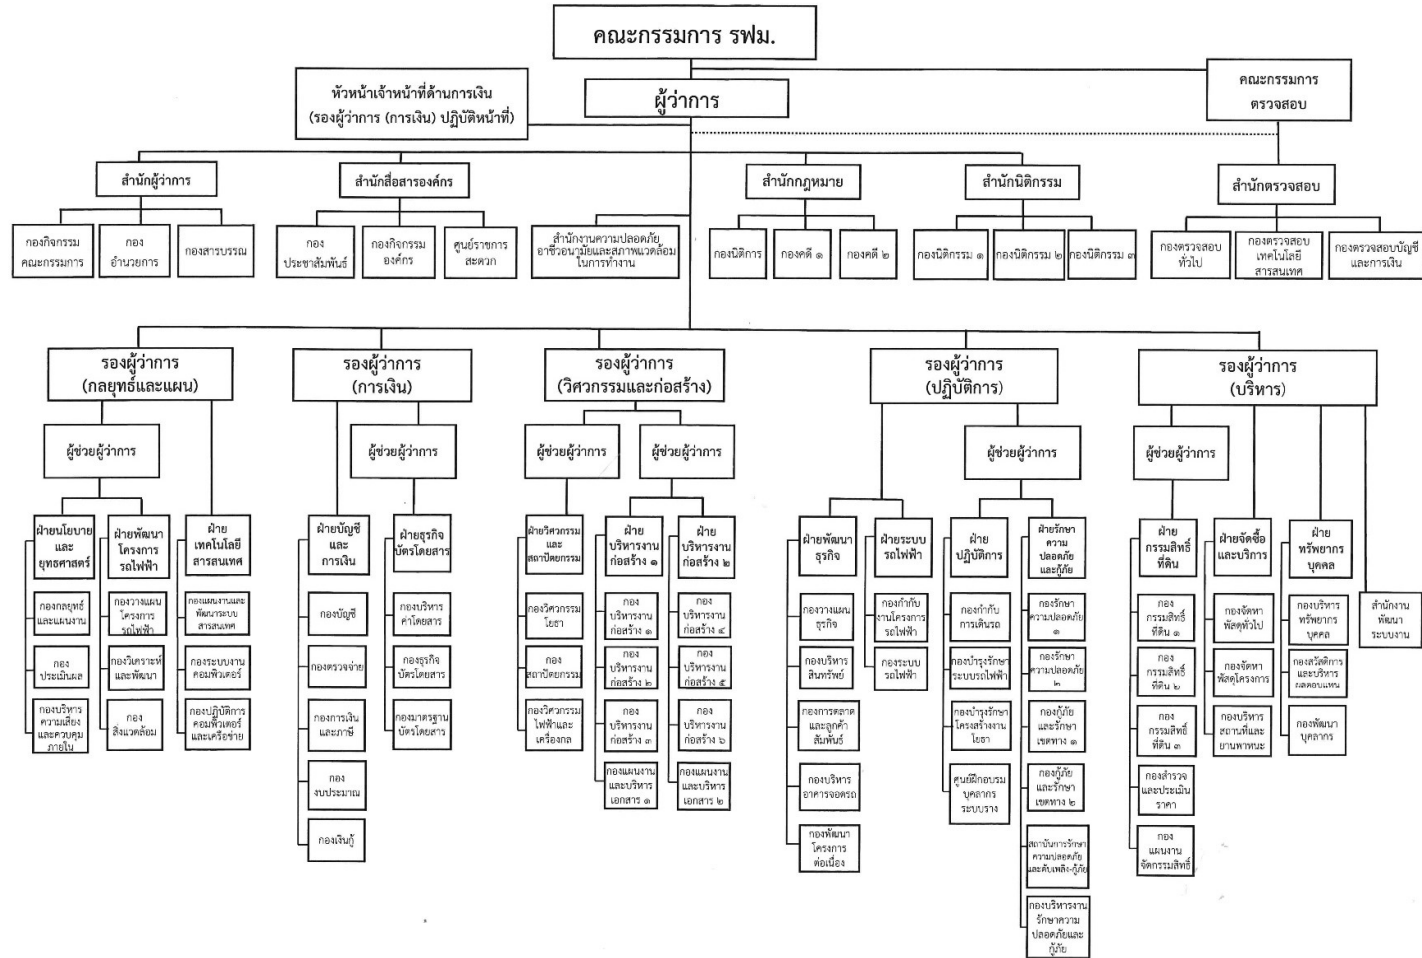 คณะกรรมการ รฟม.
หัวหน้าเจ้าหน้าที่ด้านการเงิน
(รองผู้ว่าการ (การเงิน) ปฏิบัติหน้าที่)
ผู้ว่าการ
คณะกรรมการ
ตรวจสอบ
สำนักผู้ว่าการ
สำนักสื่อสารองค์กร
สำนักกฎหมาย
สำนักนิติกรรม
สำนักตรวจสอบ
กองกิจกรรม
คณะกรรมการ
กอง
อำนวยการ
กองสารบรรณ
กอง
ประชาสัมพันธ์
กองกิจกรรม
องค์กร
ศูนย์ราชการ
สะดวก
สำนักงานความปลอดภัย
อาชีวอนามัยและสภาพแวดล้อม
ในการทำงาน
กองนิติการ
กองคดี ๑
กองคดี ๒
กองนิติกรรม ๑
กองนิติกรรม ๒
กองนิติกรรม ๓
กองตรวจสอบ
ทั่วไป
กองตรวจสอบ
เทคโนโลยี
สารสนเทศ
กองตรวจสอบบัญชี
และการเงิน
รองผู้ว่าการ
(กลยุทธ์และแผน)
รองผู้ว่าการ
(การเงิน)
รองผู้ว่าการ
(วิศวกรรมและก่อสร้าง)
รองผู้ว่าการ
(ปฏิบัติการ)
รองผู้ว่าการ
(บริหาร)
ผู้ช่วยผู้ว่าการ
ผู้ช่วยผู้ว่าการ
ผู้ช่วยผู้ว่าการ
ผู้ช่วยผู้ว่าการ
ผู้ช่วยผู้ว่าการ
ผู้ช่วยผู้ว่าการ
ฝ่ายนโยบาย
และ
ยุทธศาสตร์
กองกลยุทธ์
และแผนงาน
กอง
ประเมินผล
กองบริหาร
ความเสี่ยง
และควบคุม
ภายใน
ฝ่ายพัฒนา
โครงการ
รถไฟฟ้า
กองวางแผน
โครงการ
รถไฟฟ้า
กองวิเคราะห์
และพัฒนา
กอง
สิ่งแวดล้อม
ฝ่าย
เทคโนโลยี
สารสนเทศ
กองแผนงานและ
พัฒนาระบบ
สารสนเทศ
กองระบบงาน
คอมพิวเตอร์
กองปฏิบัติการ
คอมพิวเตอร์
และเครือข่าย
ฝ่ายบัญชี
และ
การเงิน
กองบัญชี
กองตรวจจ่าย
กองการเงิน
และภาษี
กอง
งบประมาณ
กองเงินกู้
ฝ่ายธุรกิจ
บัตรโดยสาร
กองบริหาร
ค่าโดยสาร
กองธุรกิจ
บัตรโดยสาร
กองมาตรฐาน
บัตรโดยสาร
ฝ่ายวิศวกรรม
และ
สถาปัตยกรรม
กองวิศวกรรม
โยธา
กอง
สถาปัตยกรรม
กองวิศวกรรม
ไฟฟ้าและ
เครื่องกล
ฝ่าย
บริหารงาน
ก่อสร้าง ๑
กอง
บริหารงาน
ก่อสร้าง ๑
กอง
บริหารงาน
ก่อสร้าง ๒
กอง
บริหารงาน
ก่อสร้าง ๓
กองแผนงาน
และบริหาร
เอกสาร ๑
ฝ่าย
บริหารงาน
ก่อสร้าง ๒
กอง
บริหารงาน
ก่อสร้าง ๔
กอง
บริหารงาน
ก่อสร้าง ๕
กอง
บริหารงาน
ก่อสร้าง ๖
กองแผนงาน
และบริหาร
เอกสาร ๒
ฝ่ายพัฒนา
ธุรกิจ
กองวางแผน
ธุรกิจ
กองบริหาร
สินทรัพย์
กองการตลาด
และลูกค้า
สัมพันธ์
กองบริหาร
อาคารจอดรถ
กองพัฒนา
โครงการ
ต่อเนื่อง
ฝ่ายระบบ
รถไฟฟ้า
กองกำกับ
งานโครงการ
รถไฟฟ้า
กองระบบ
รถไฟฟ้า
ฝ่าย
ปฏิบัติการ
กองกำกับ
การเดินรถ
กองบำรุงรักษา
ระบบรถไฟฟ้า
กองบำรุงรักษา
โครงสร้างงาน
โยธา
ศูนย์ฝึกอบรม
บุคลากร
ระบบราง
ฝ่ายรักษา
ความ
ปลอดภัย
และกู้ภัย
กองรักษา
ความปลอดภัย
๑
กองรักษา
ความปลอดภัย
๒
กองกู้ภัย
และรักษา
เขตทาง ๑
กองกู้ภัย
และรักษา
เขตทาง ๒
สถาบันการรักษา
ความปลอดภัย
และดับเพลิง-กู้ภัย
กองบริหารงาน
รักษาความ
ปลอดภัยและ
กู้ภัย
ฝ่าย
กรรมสิทธิ์
ที่ดิน
กอง
กรรมสิทธิ์
ที่ดิน ๑
กอง
กรรมสิทธิ์
ที่ดิน ๒
กอง
กรรมสิทธิ์
ที่ดิน ๓
กองสำรวจ
และประเมิน
ราคา
กอง
แผนงาน
จัดกรรมสิทธิ์
ฝ่ายจัดซื้อ
และบริการ
กองจัดหา
พัสดุทั่วไป
กองจัดหา
พัสดุโครงการ
กองบริหาร
สถานที่และ
ยานพาหนะ
ฝ่าย
ทรัพยากร
บุคคล
กองบริหาร
ทรัพยากร
บุคคล
กองสวัสดิการ
และบริหาร
ผลตอบแทน
กองพัฒนา
บุคลากร
สำนักงาน
พัฒนา
ระบบงาน